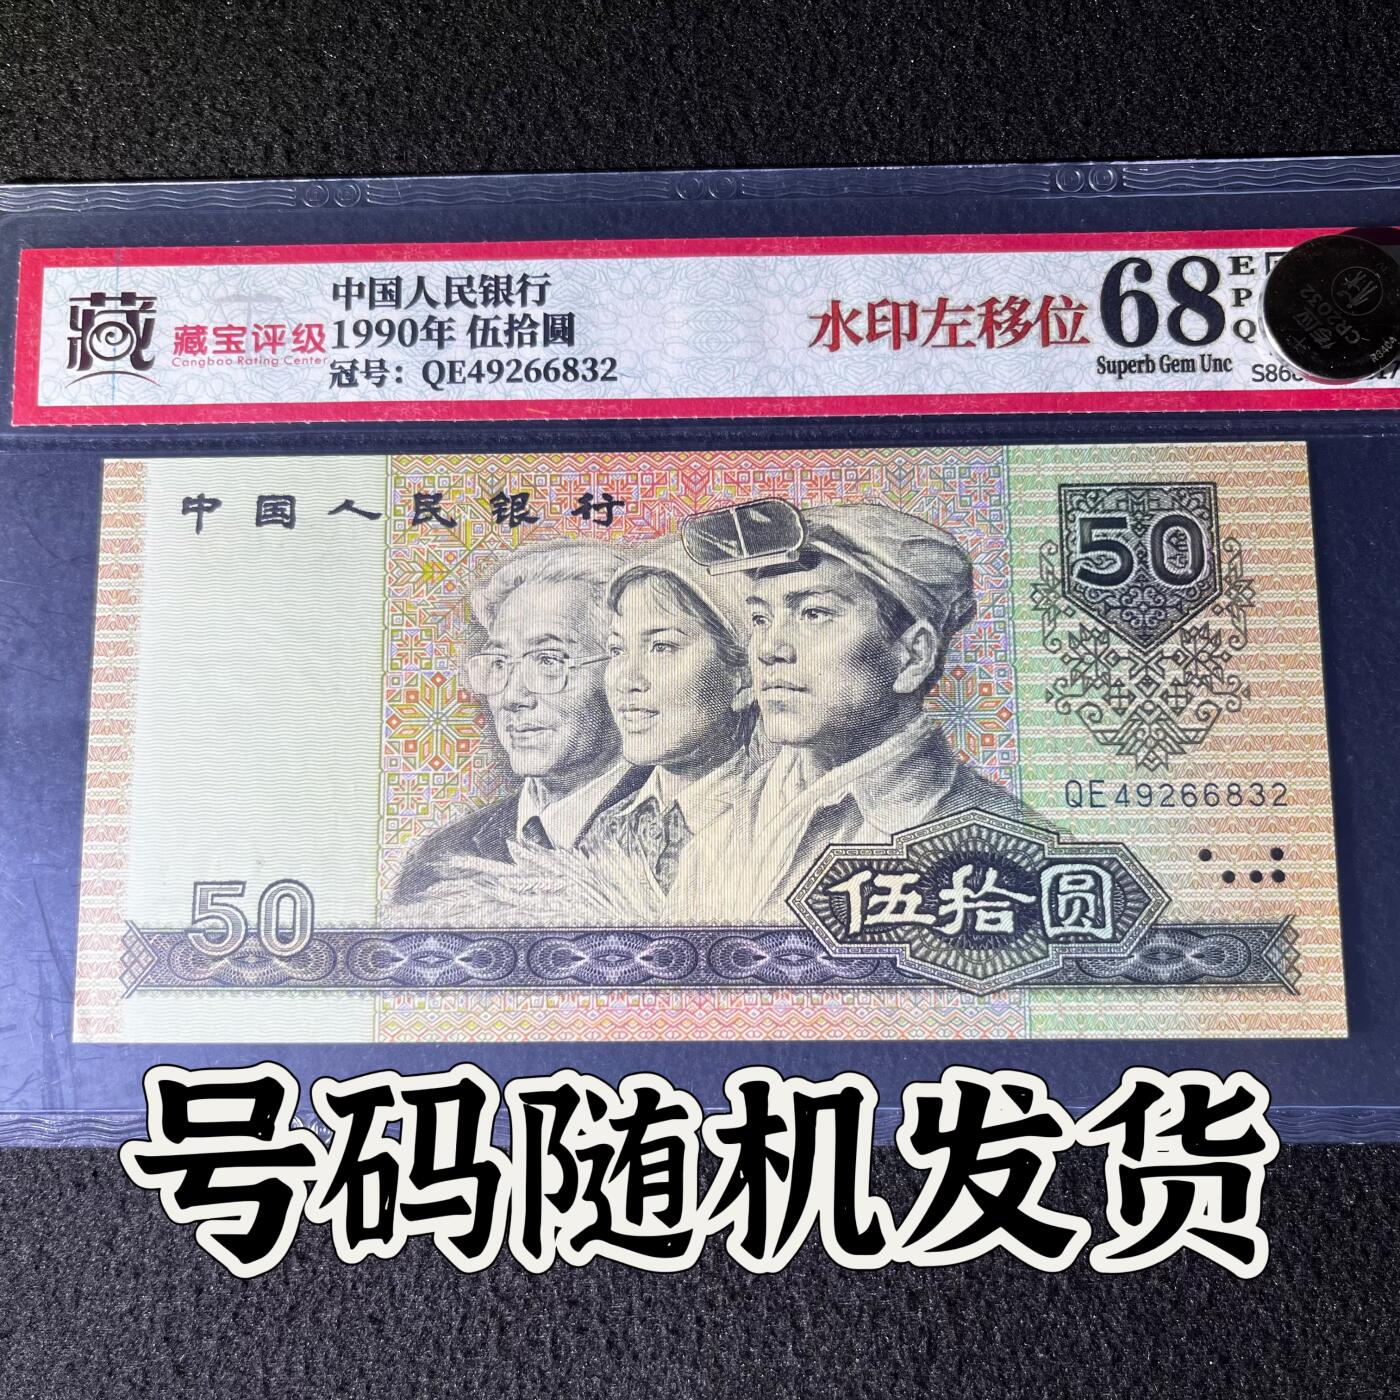 中国人民银行
1990年 伍拾圆
冠号：QE49266832
藏
藏宝评级
Cangbao Rating Center
水印左移位
68
EPQ
Superb Gem Unc
中国人民银行
50
QE49266832
伍拾圆
50
号码随机发货